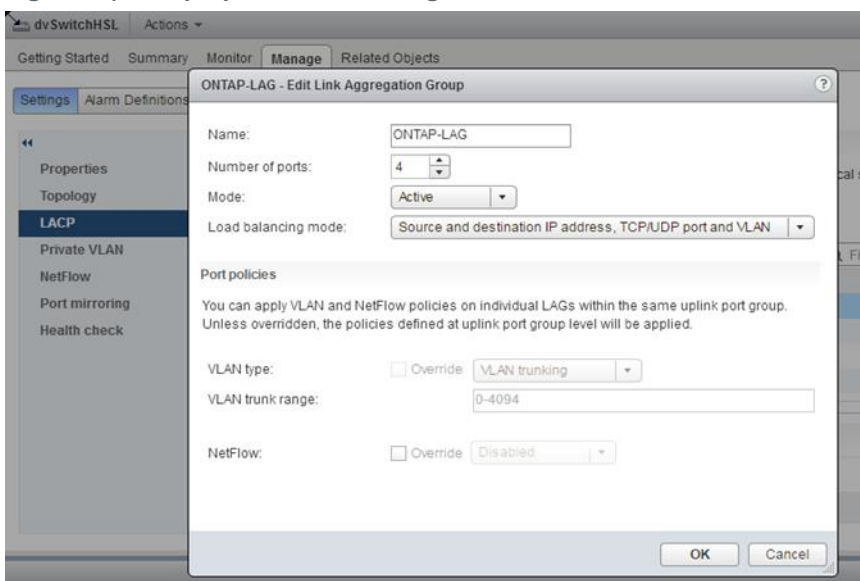 dvSwitchHSL Actions
Getting Started Summary Monitor Manage Related Objects
Settings Alarm Definitions
ONTAP-LAG - Edit Link Aggregation Group
Properties
Topology
LACP
Private VLAN
NetFlow
Port mirroring
Health check
Name: ONTAP-LAG
Number of ports: 4
Mode: Active
Load balancing mode: Source and destination IP address, TCP/UDP port and VLAN
Port policies
You can apply VLAN and NetFlow policies on individual LAGs within the same uplink port group.
Unless overridden, the policies defined at uplink port group level will be applied.
VLAN type: Override VLAN trunking
VLAN trunk range: 0-4094
NetFlow: Override Disabled
OK Cancel